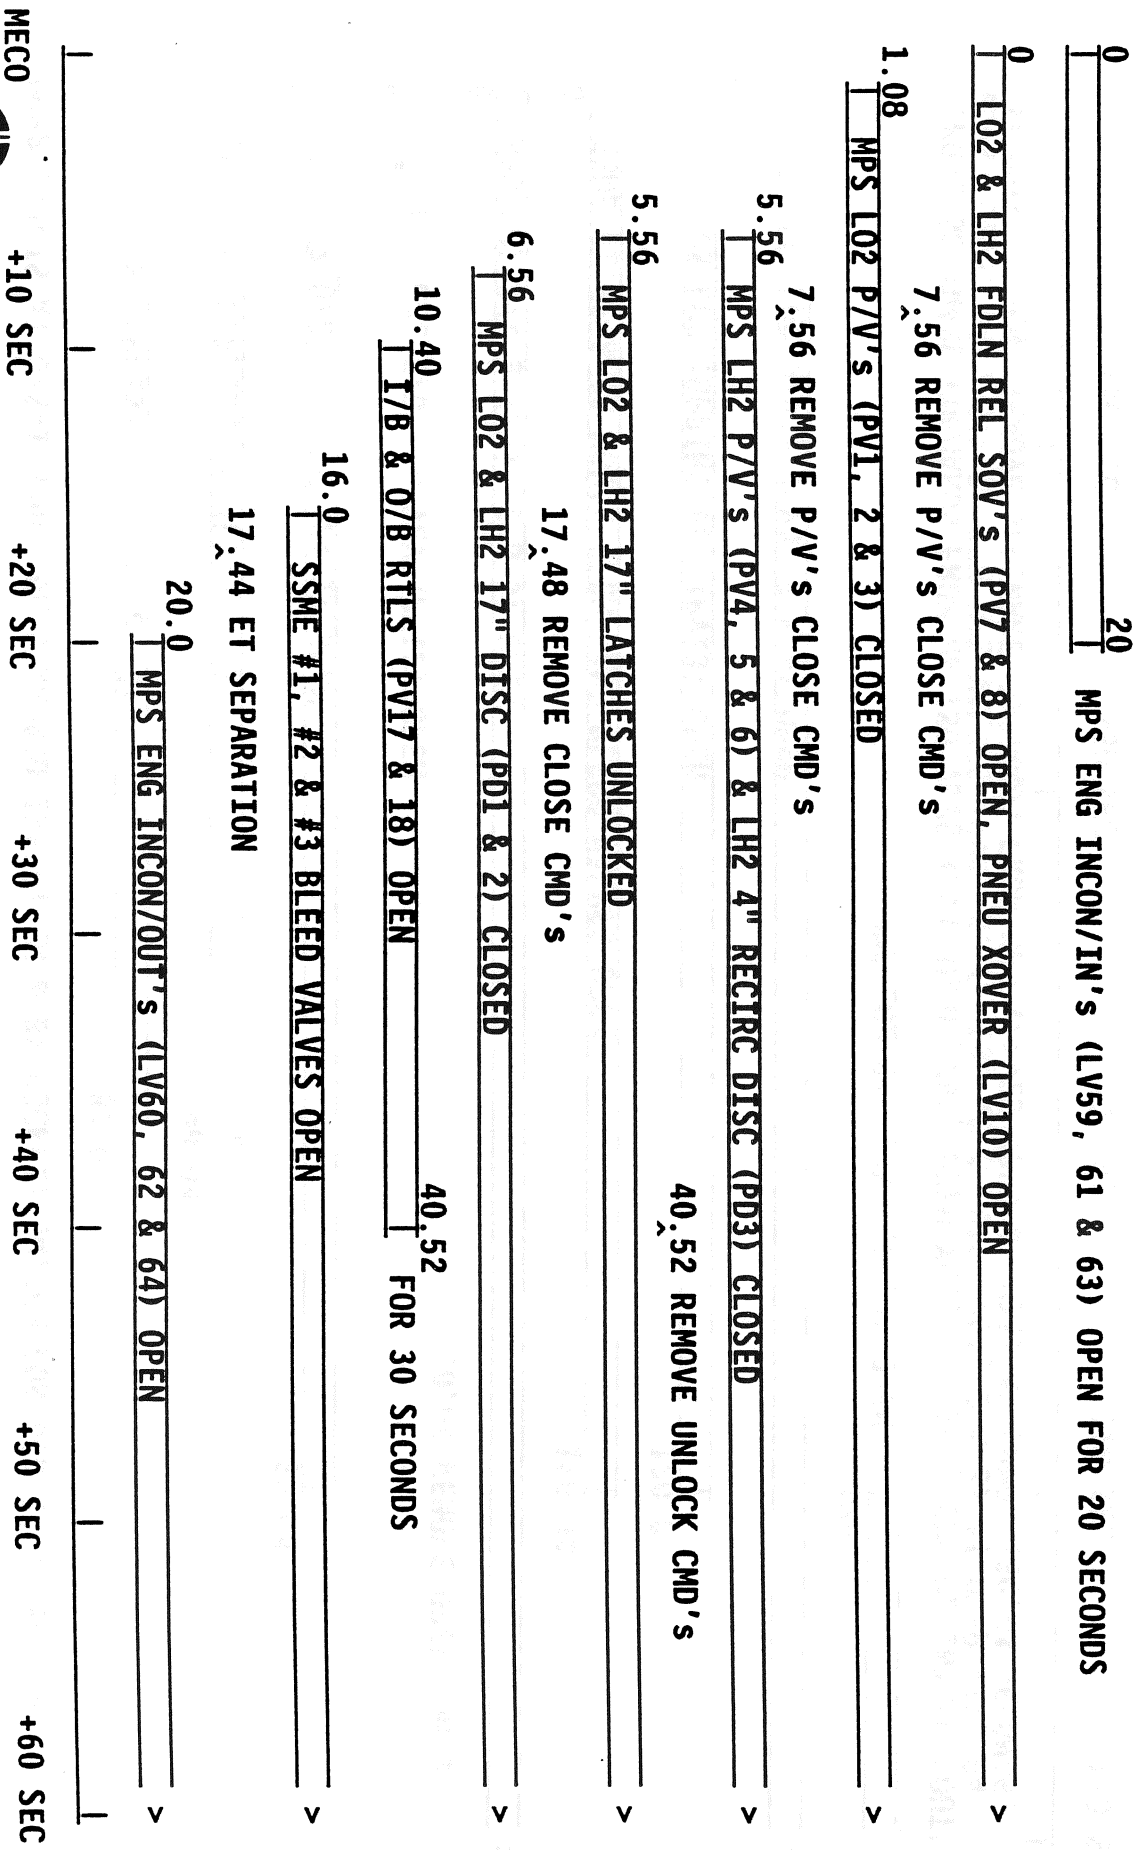 0 20
MPS ENG INCON/IN's (LV59, 61 & 63) OPEN FOR 20 SECONDS
0
LO2 & LH2 FDLN REL SOV's (PV7 & 8) OPEN, PNEU XOVER (LV10) OPEN
>
7.56 REMOVE P/V's CLOSE CMD's
^
1.08
MPS LO2 P/V's (PV1, 2 & 3) CLOSED
>
7.56 REMOVE P/V's CLOSE CMD's
^
5.56
MPS LH2 P/V's (PV4, 5 & 6) & LH2 4" RECIRC DISC (PD3) CLOSED
>
40.52 REMOVE UNLOCK CMD's
^
5.56
MPS LO2 & LH2 17" LATCHES UNLOCKED
>
17.48 REMOVE CLOSE CMD's
^
6.56
MPS LO2 & LH2 17" DISC (PD1 & 2) CLOSED
>
10.40 40.52
I/B & O/B RTLS (PV17 & 18) OPEN FOR 30 SECONDS
16.0
SSME #1, #2 & #3 BLEED VALVES OPEN
>
17.44 ET SEPARATION
^
20.0
MPS ENG INCON/OUT's (LV60, 62 & 64) OPEN
>
MECO +10 SEC +20 SEC +30 SEC +40 SEC +50 SEC +60 SEC